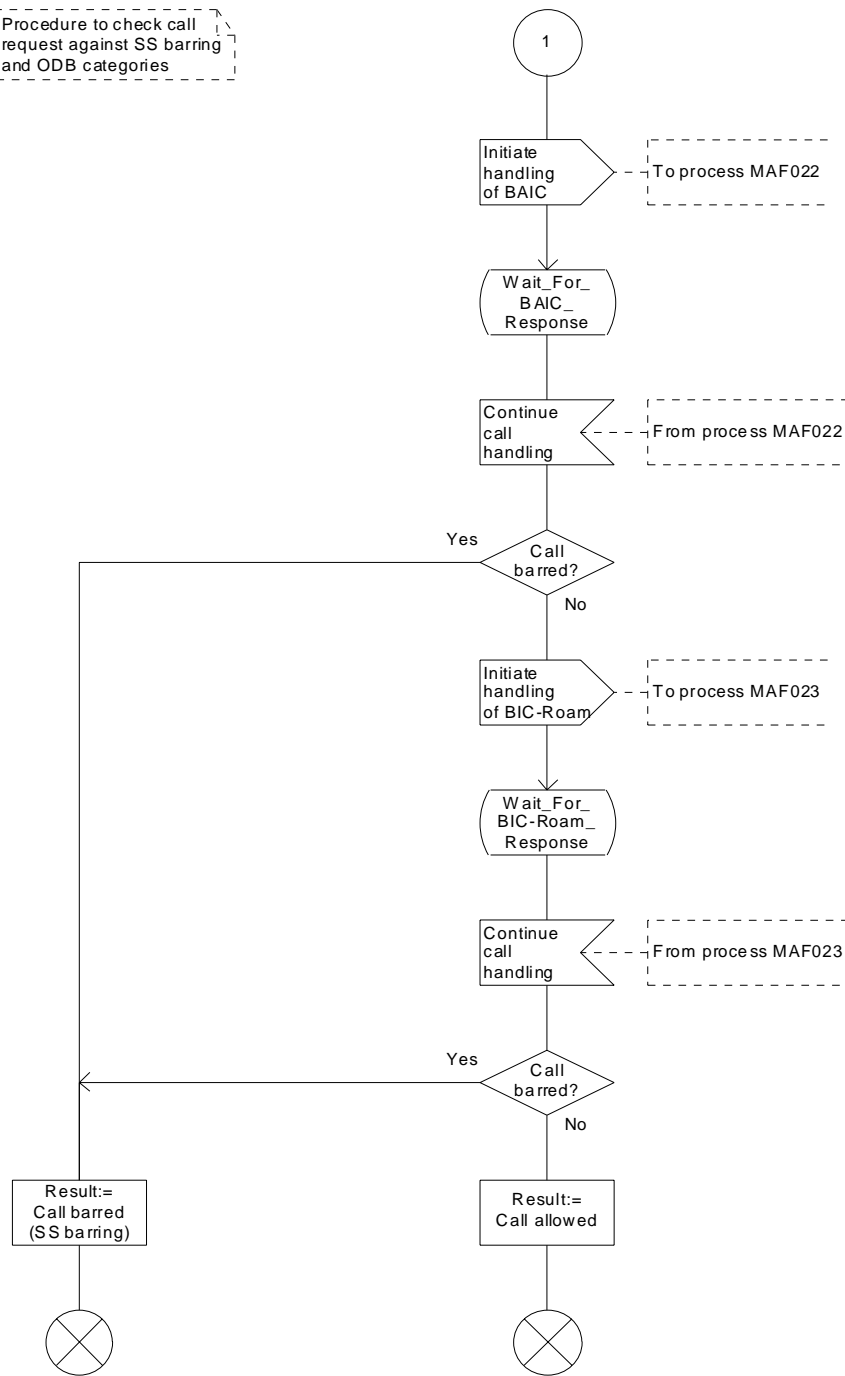 Procedure to check call
request against SS barring
and ODB categories
1
Initiate
handling
of BAIC
To process MAF022
Wait_For_
BAIC_
Response
Continue
call
handling
From process MAF022
Yes
Call
barred?
No
Initiate
handling
of BIC-Roam
To process MAF023
Wait_For_
BIC-Roam_
Response
Continue
call
handling
From process MAF023
Yes
Call
barred?
No
Result:=
Call barred
(SS barring)
Result:=
Call allowed